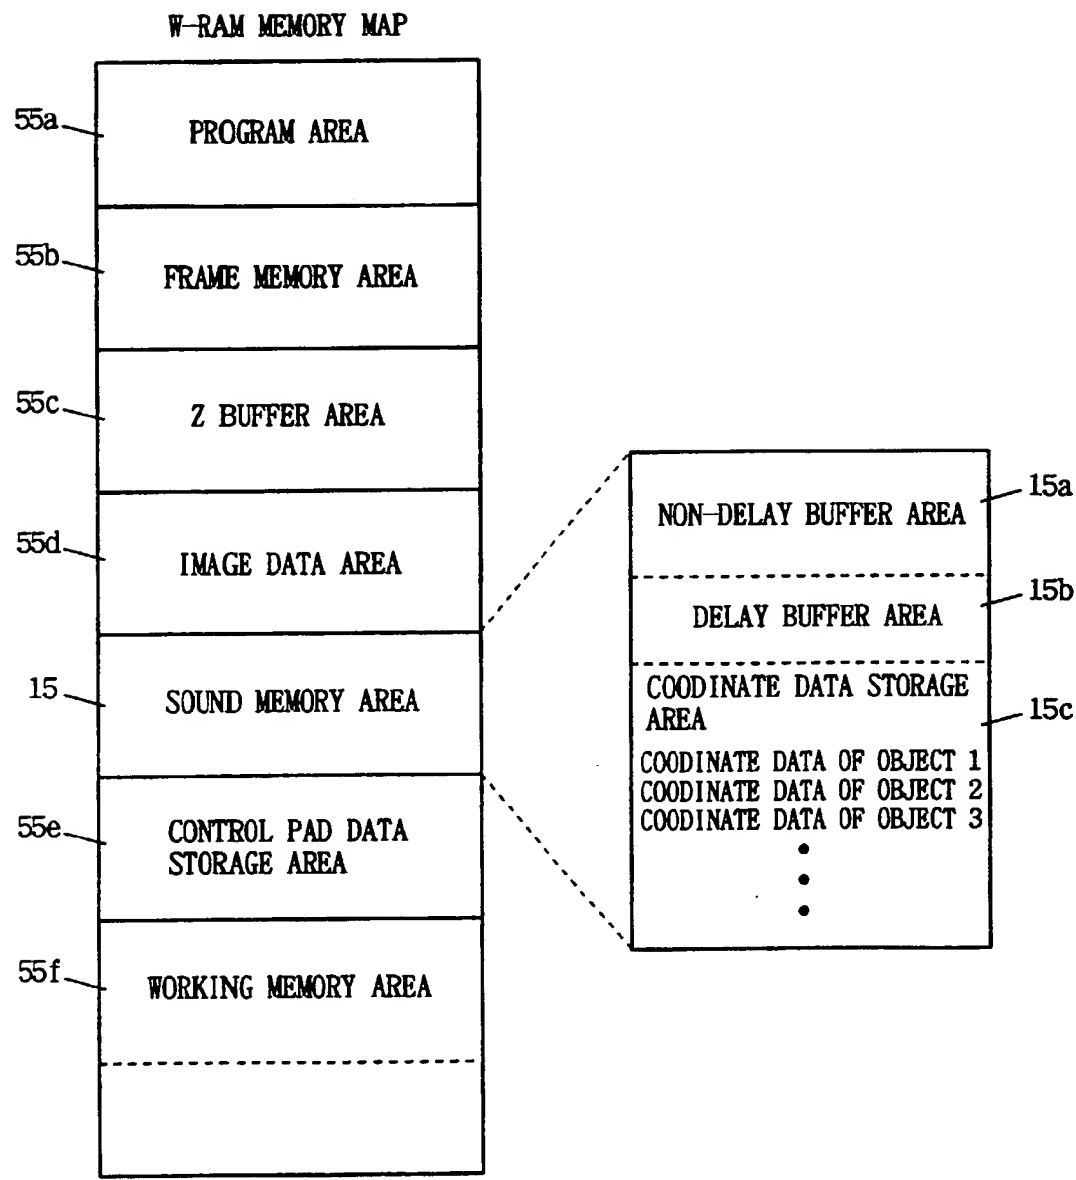 W-RAM MEMORY MAP
55a
PROGRAM AREA
55b
FRAME MEMORY AREA
55c
Z BUFFER AREA
55d
IMAGE DATA AREA
15
SOUND MEMORY AREA
55e
CONTROL PAD DATA
STORAGE AREA
55f
WORKING MEMORY AREA
NON-DELAY BUFFER AREA
15a
DELAY BUFFER AREA
15b
COODINATE DATA STORAGE
AREA
15c
COODINATE DATA OF OBJECT 1
COODINATE DATA OF OBJECT 2
COODINATE DATA OF OBJECT 3